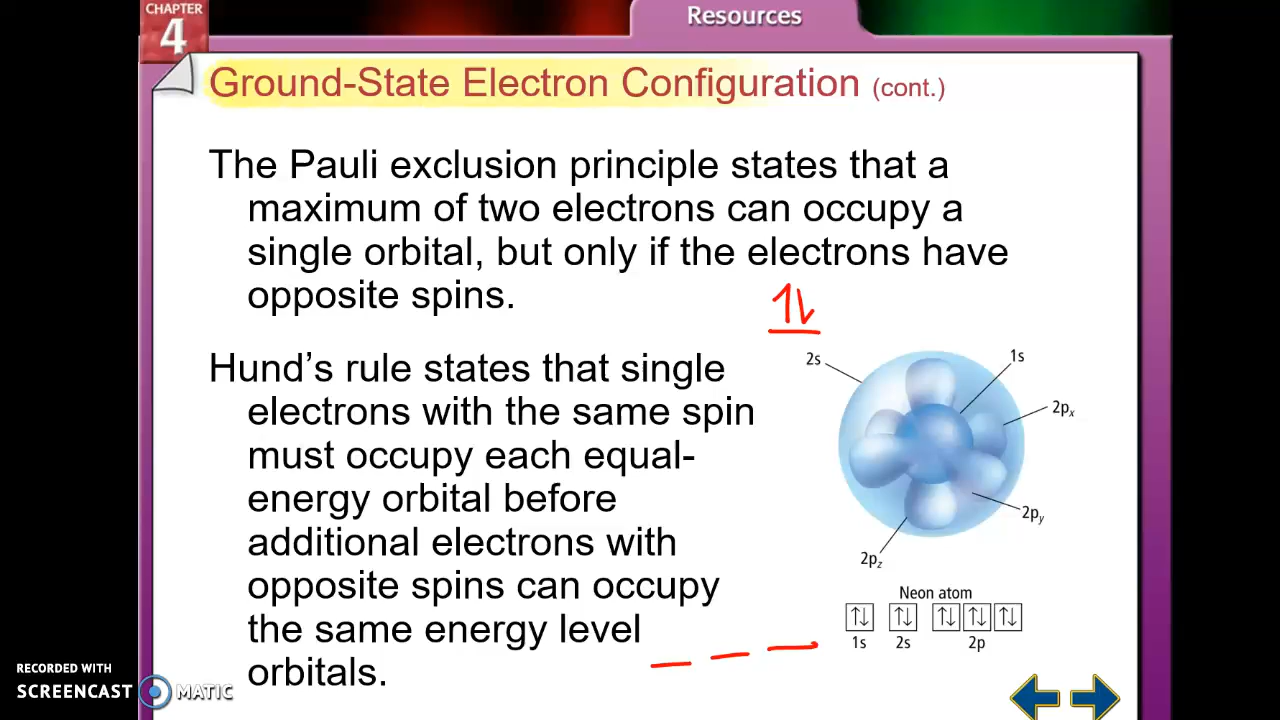 CHAPTER
4
Resources
Ground-State Electron Configuration (cont.)
The Pauli exclusion principle states that a
maximum of two electrons can occupy a
single orbital, but only if the electrons have
opposite spins.
↑↓
Hund’s rule states that single
electrons with the same spin
must occupy each equal-
energy orbital before
additional electrons with
opposite spins can occupy
the same energy level
orbitals.
2s
1s
2pₓ
2pᵧ
2p_z
Neon atom
↑↓ ↑↓ ↑↓ ↑↓ ↑↓
1s 2s 2p
RECORDED WITH
SCREENCAST MATIC